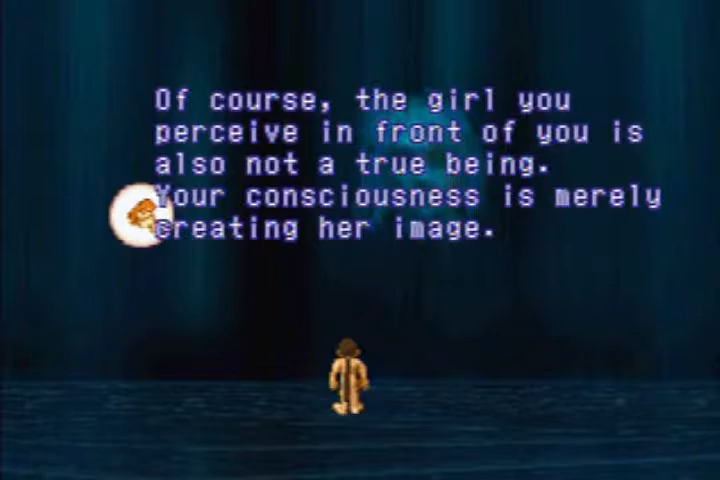 Of course, the girl you
perceive in front of you is
also not a true being.
Your consciousness is merely
creating her image.